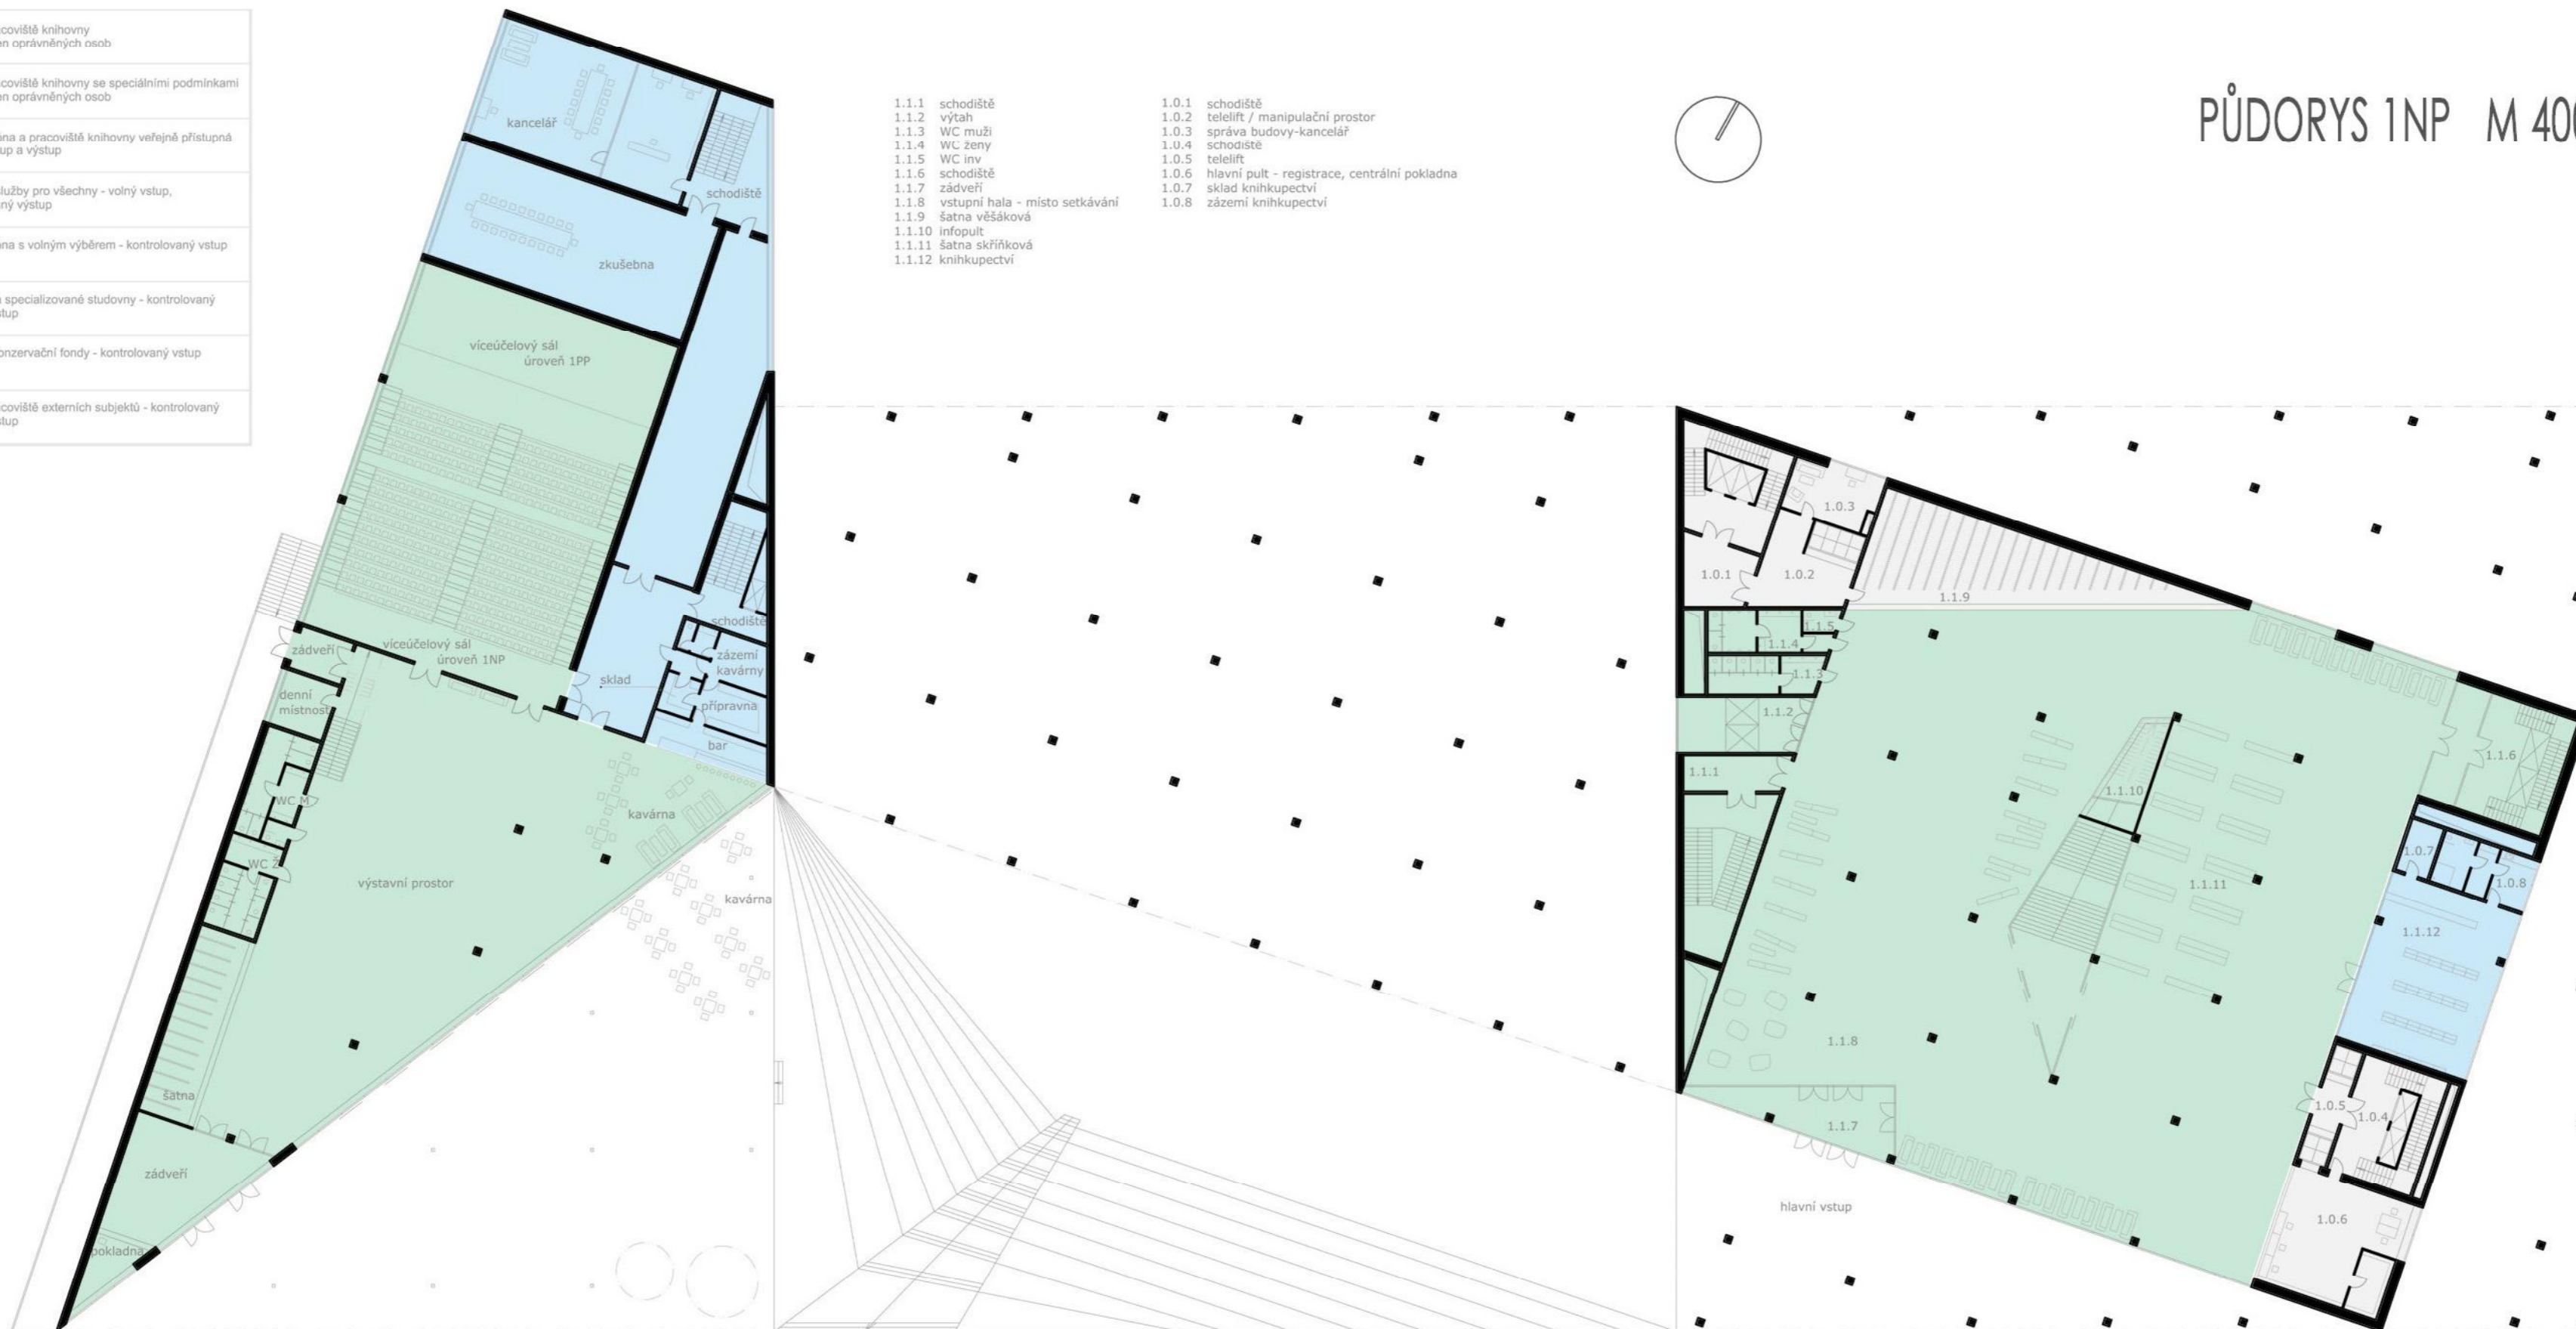 coviště knihovny
en oprávněných osob
coviště knihovny se speciálními podmínkami
en oprávněných osob
na a pracoviště knihovny veřejně přístupná
up a výstup
lužby pro všechny - volný vstup,
ný výstup
na s volným výběrem - kontrolovaný vstup
specializované studovny - kontrolovaný
stup
onzervační fondy - kontrolovaný vstup
coviště externích subjektů - kontrolovaný
stup
1.1.1 schodiště
1.1.2 výtah
1.1.3 WC muži
1.1.4 WC ženy
1.1.5 WC inv
1.1.6 schodiště
1.1.7 zádveří
1.1.8 vstupní hala - místo setkávání
1.1.9 šatna věšáková
1.1.10 infopult
1.1.11 šatna skříňková
1.1.12 knihkupectví
1.0.1 schodiště
1.0.2 telelift / manipulační prostor
1.0.3 správa budovy-kancelář
1.0.4 schodiště
1.0.5 telelift
1.0.6 hlavní pult - registrace, centrální pokladna
1.0.7 sklad knihkupectví
1.0.8 zázemí knihkupectví
PŮDORYS 1NP M 400
kancelář
schodiště
zkušebna
víceúčelový sál
úroveň 1PP
schodiště
víceúčelový sál
úroveň 1NP
zádveří
zázemí
kavárny
sklad
denní
místnost
přípravna
bar
WC M
kavárna
WC Ž
výstavní prostor
kavárna
šatna
zádveří
pokladna
1.0.3
1.0.1
1.0.2
1.1.9
1.1.5
1.1.4
1.1.3
1.1.2
1.1.1
1.1.6
1.1.10
1.0.7
1.0.8
1.1.11
1.1.12
1.1.8
1.0.5
1.0.4
1.1.7
hlavní vstup
1.0.6